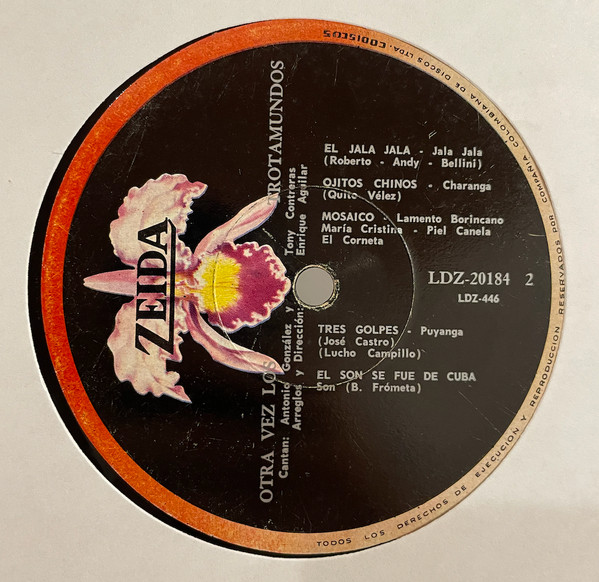 ZEIDA
OTRA VEZ LOS TROTAMUNDOS
Cantan: Antonio González y Tony Contreras
Arreglos y Dirección: Enrique Aguilar
EL JALA JALA - Jala Jala
(Roberto - Andy - Bellini)
OJITOS CHINOS - Charanga
(Quito Vélez)
MOSAICO - Lamento Borincano
María Cristina - Piel Canela
El Corneta
LDZ-20184 2
LDZ-446
TRES GOLPES - Puyanga
(José Castro)
(Lucho Campillo)
EL SON SE FUE DE CUBA
Son (B. Frómeta)
TODOS LOS DERECHOS DE EJECUCIÓN Y REPRODUCCION RESERVADOS POR COMPAÑIA COLOMBIANA DE DISCOS LTDA. CODISCOS